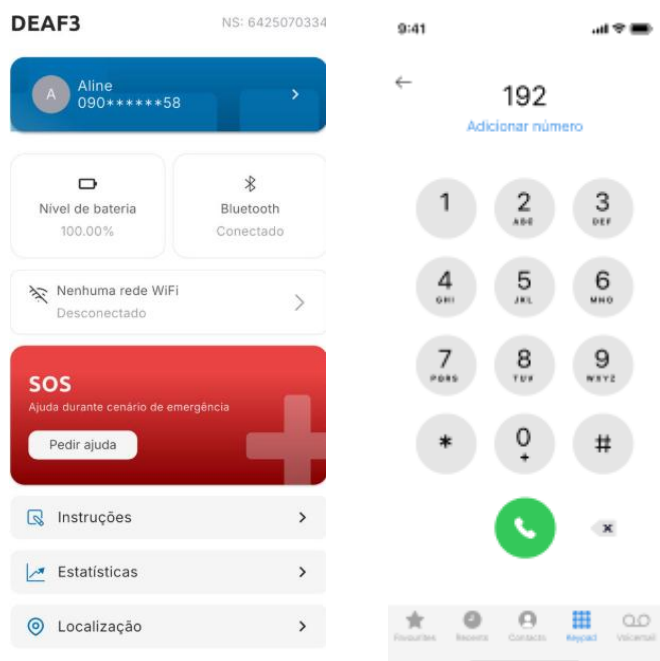 DEAF3
NS: 6425070334
A
Aline
090******58
Nível de bateria
100.00%
Bluetooth
Conectado
Nenhuma rede WiFi
Desconectado
SOS
Ajuda durante cenário de emergência
Pedir ajuda
Instruções
Estatísticas
Localização
9:41
192
Adicionar número
1
2
ABC
3
DEF
4
GHI
5
JKL
6
MNO
7
PQRS
8
TUV
9
WXYZ
*
0
+
#
Favourites
Recents
Contacts
Keypad
Voicemail